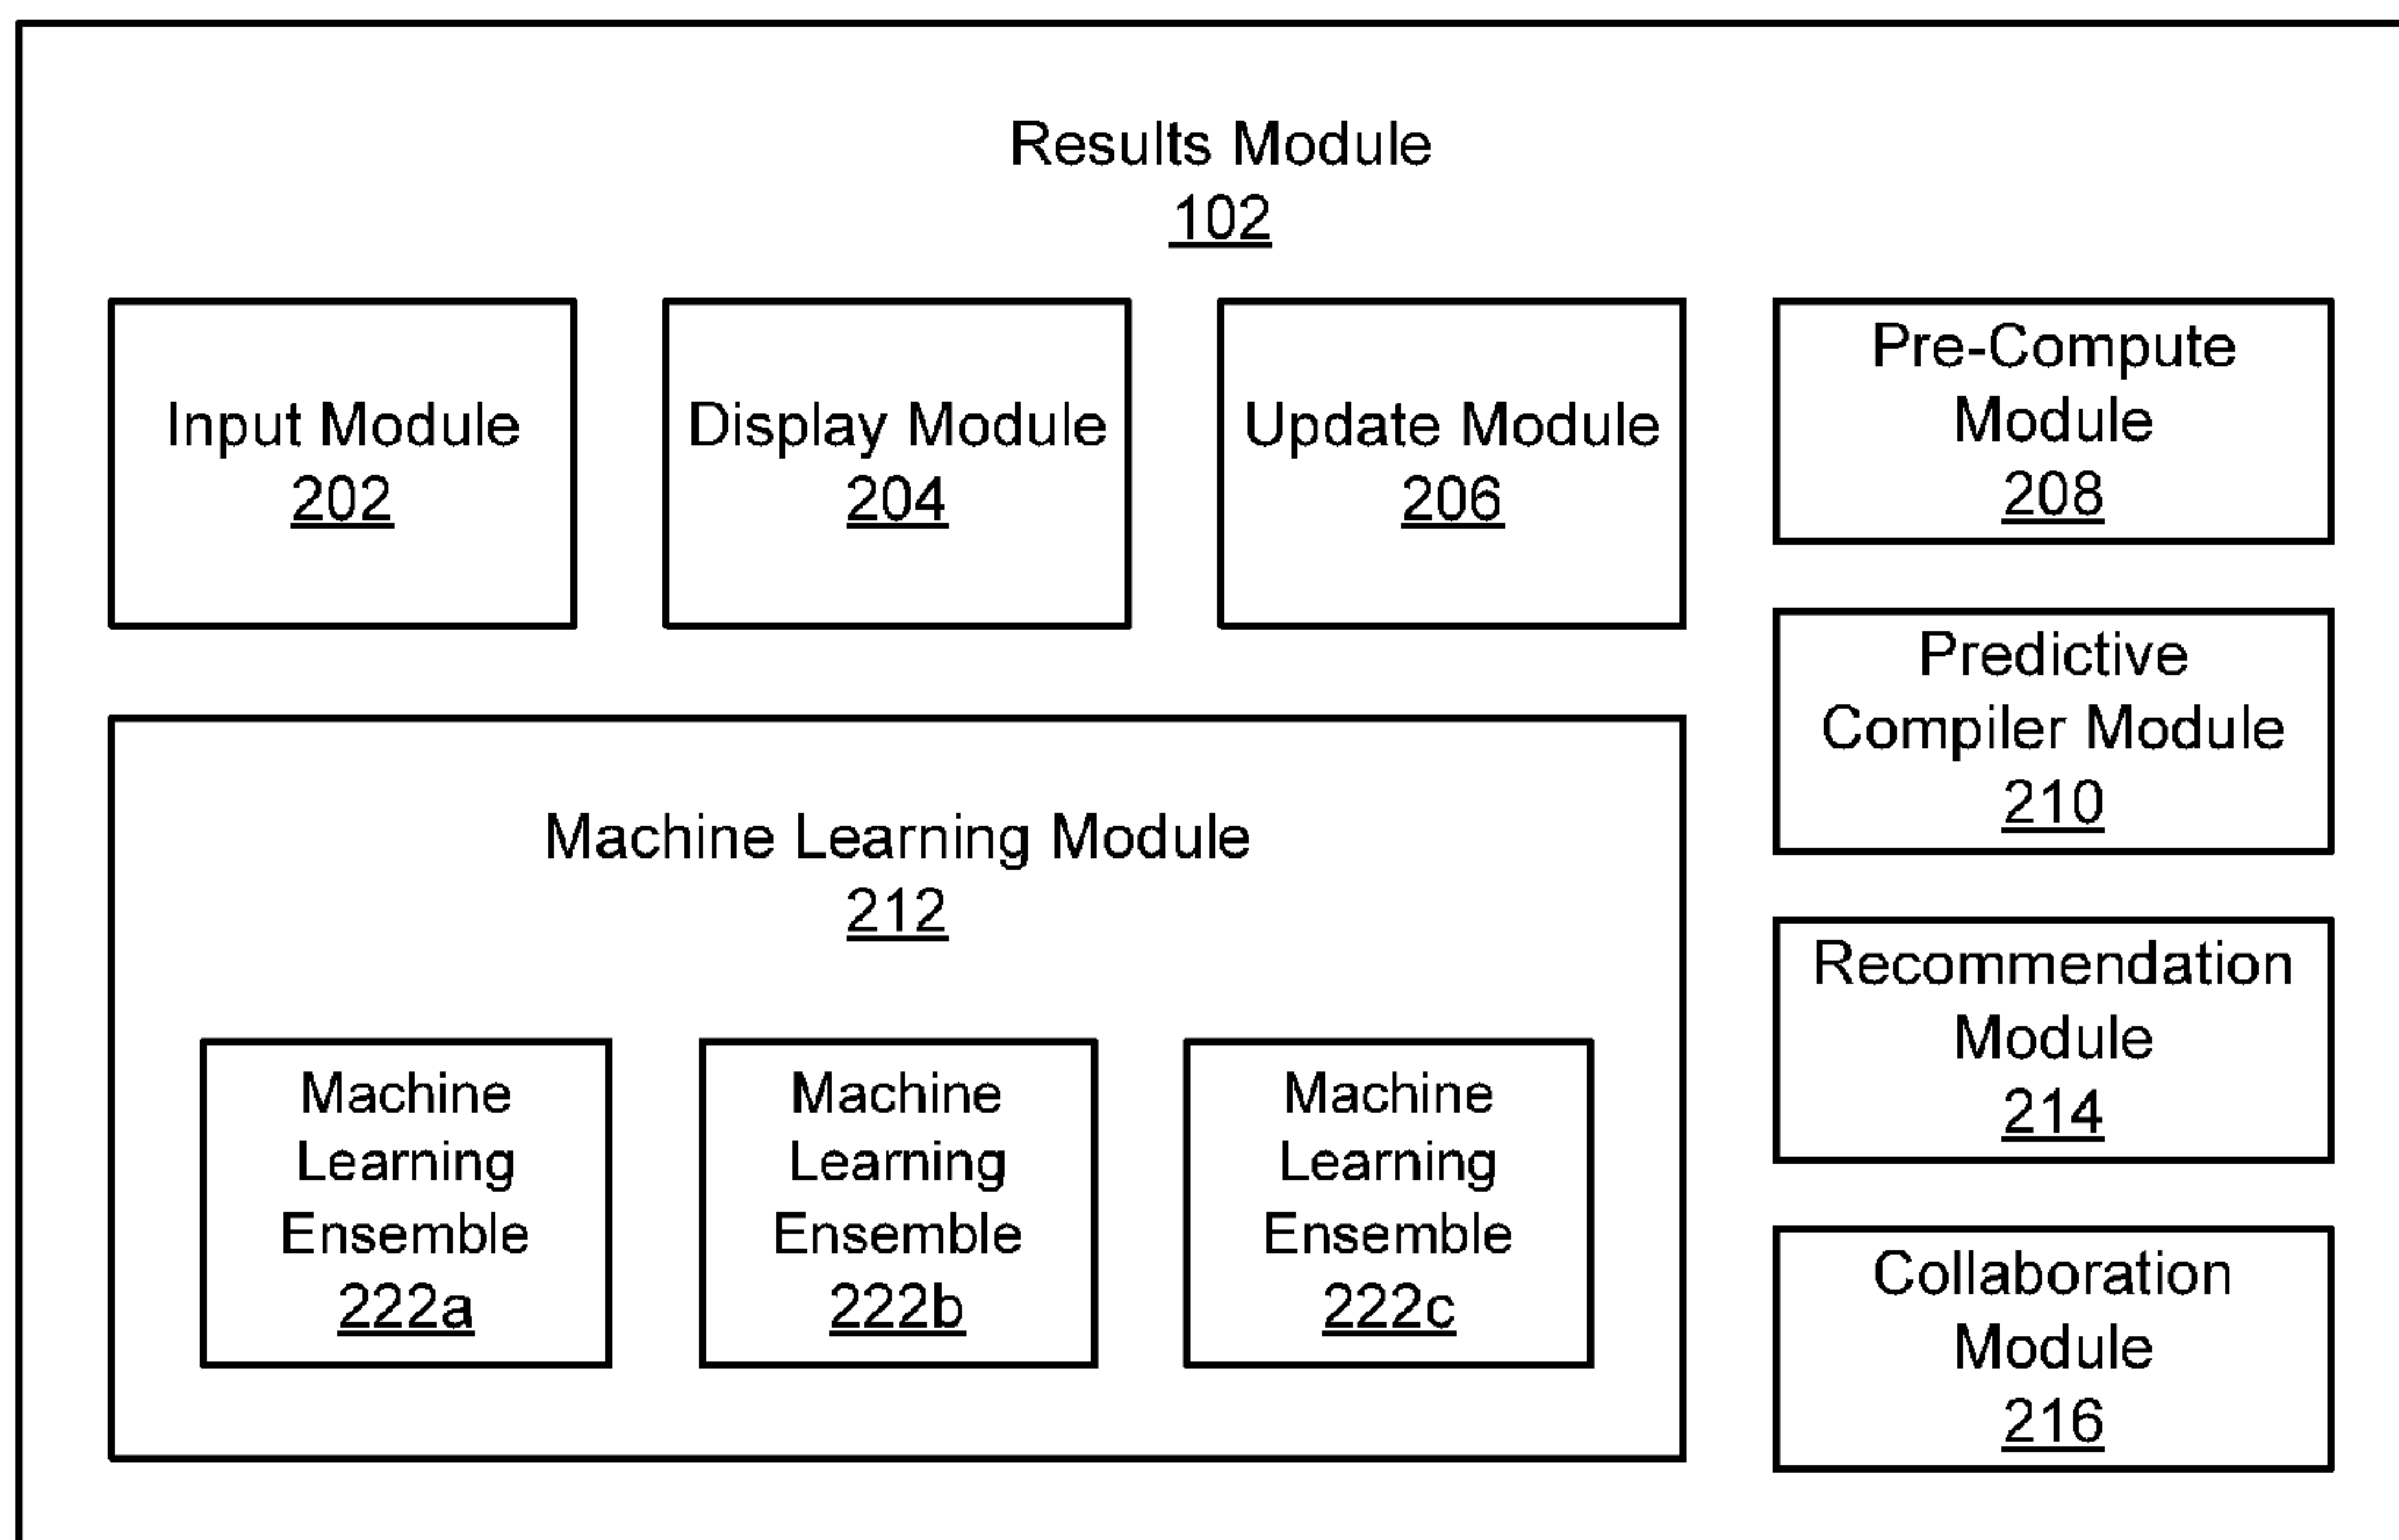 Results Module
102
Input Module
202
Display Module
204
Update Module
206
Pre-Compute
Module
208
Predictive
Compiler Module
210
Machine Learning Module
212
Machine
Learning
Ensemble
222a
Machine
Learning
Ensemble
222b
Machine
Learning
Ensemble
222c
Recommendation
Module
214
Collaboration
Module
216